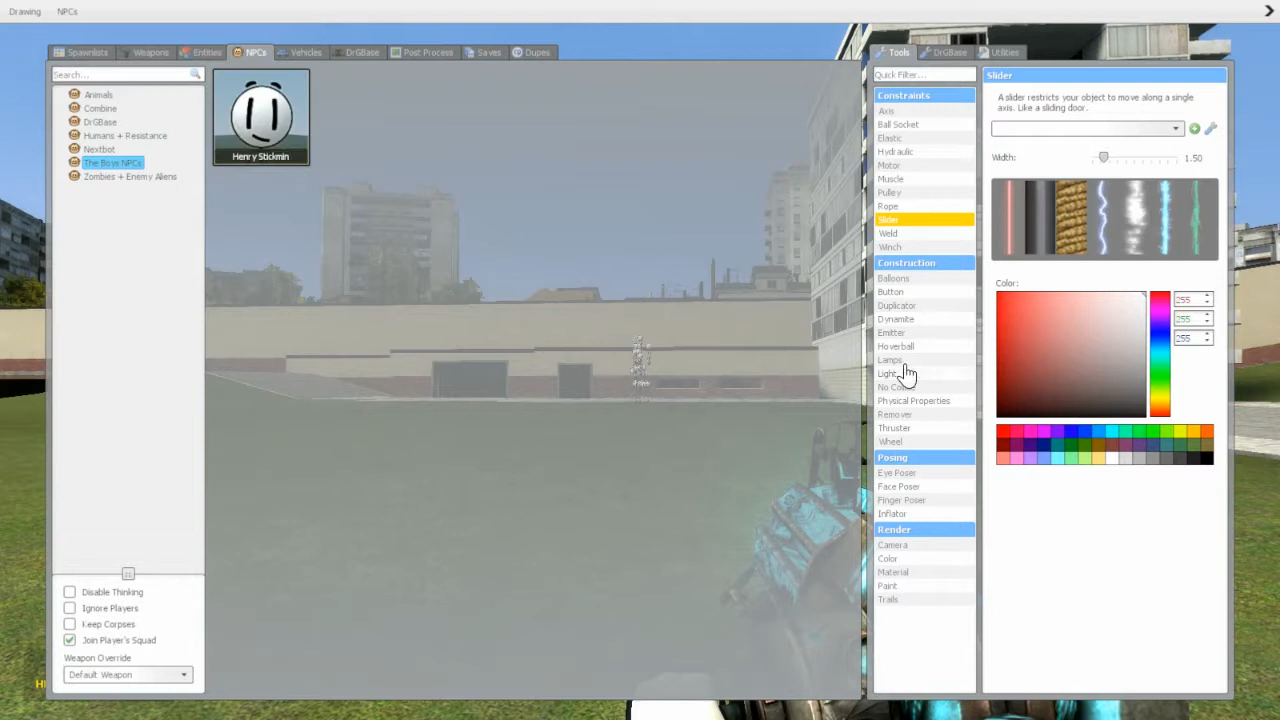 Drawing NPCs
Spawnlists Weapons Entities NPCs Vehicles DrGBase Post Process Saves Dupes
Search...
Animals
Combine
DrGBase
Humans + Resistance
Nextbot
The Boys NPCs
Zombies + Enemy Aliens
Henry Stickmin
Disable Thinking
Ignore Players
Keep Corpses
Join Player's Squad
Weapon Override
Default Weapon
Tools DrGBase Utilities
Quick Filter...
Constraints
Axis
Ball Socket
Elastic
Hydraulic
Motor
Muscle
Pulley
Rope
Slider
Weld
Winch
Construction
Balloons
Button
Duplicator
Dynamite
Emitter
Hoverball
Lamps
Light
No Co
Physical Properties
Remover
Thruster
Wheel
Posing
Eye Poser
Face Poser
Finger Poser
Inflator
Render
Camera
Color
Material
Paint
Trails
Slider
A slider restricts your object to move along a single
axis. Like a sliding door.
Width: 1.50
Color:
255
255
255